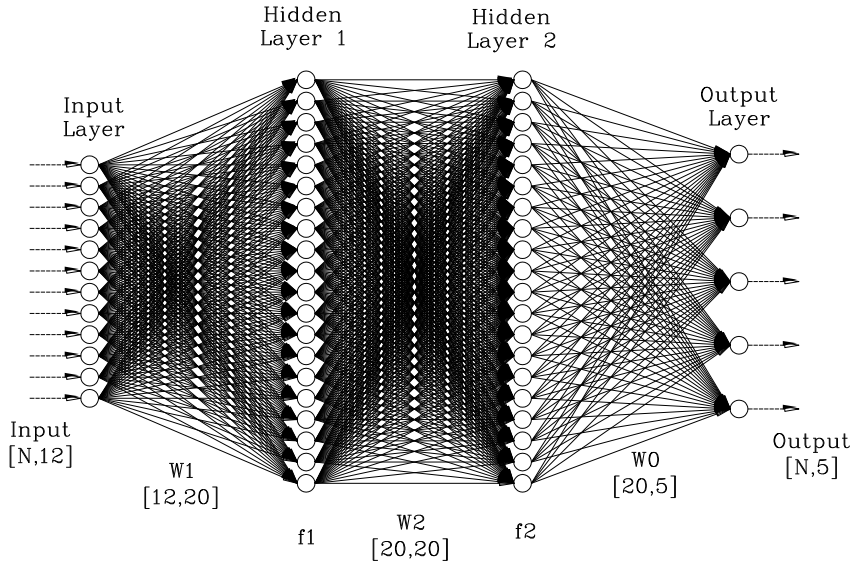 Hidden
Layer 1
Hidden
Layer 2
Input
Layer
Output
Layer
Input
[N,12]
W1
[12,20]
f1
W2
[20,20]
f2
WO
[20,5]
Output
[N,5]